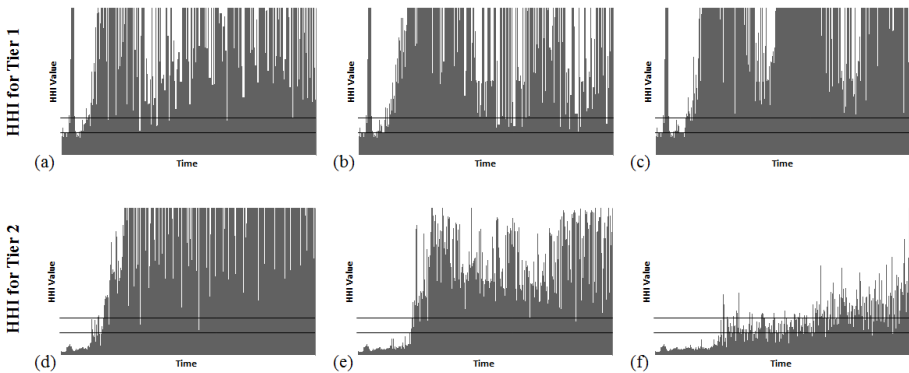 HHI for Tier 1
HHI Value
HHI Value
HHI Value
(a)
Time
(b)
Time
(c)
Time
HHI for Tier 2
HHI Value
HHI Value
HHI Value
(d)
Time
(e)
Time
(f)
Time